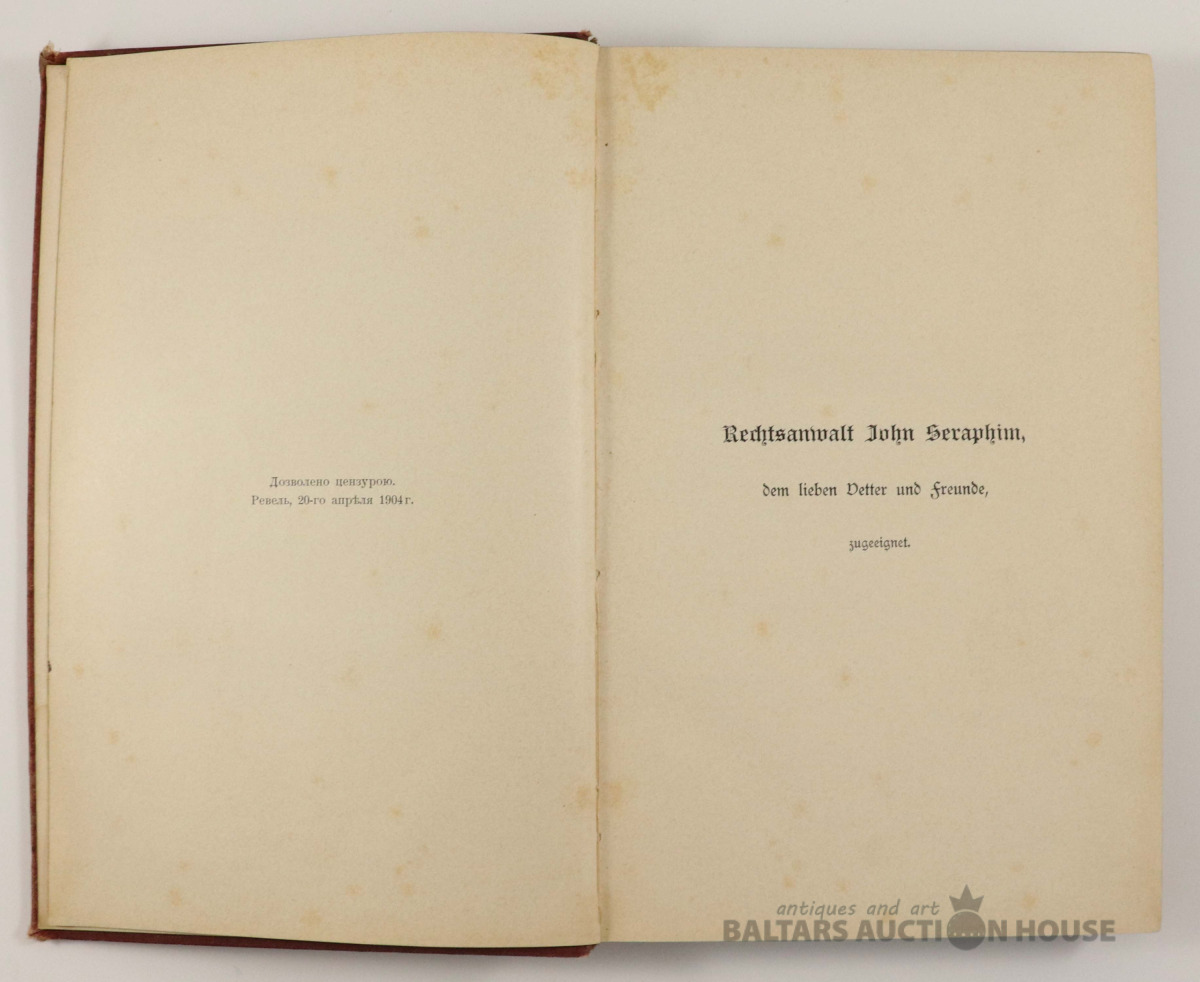 Дозволено цензурою.
Ревель, 20-го апрѣля 1904 г.
Rechtsanwalt John Seraphim,
dem lieben Vetter und Freunde,
zugeeignet.
antiques and art
BALTARS AUCTION HOUSE